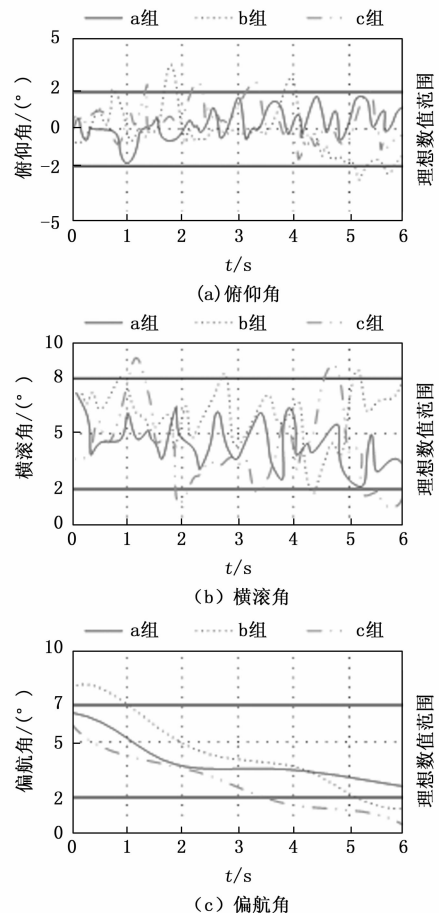 a组 b组 c组
5
2
0
-2
-5
俯仰角/(°)
理想数值范围
0 1 2 3 4 5 6
t/s
(a)俯仰角
a组 b组 c组
10
8
5
2
0
横滚角/(°)
理想数值范围
0 1 2 3 4 5 6
t/s
(b)横滚角
a组 b组 c组
10
7
5
2
0
偏航角/(°)
理想数值范围
0 1 2 3 4 5 6
t/s
(c)偏航角